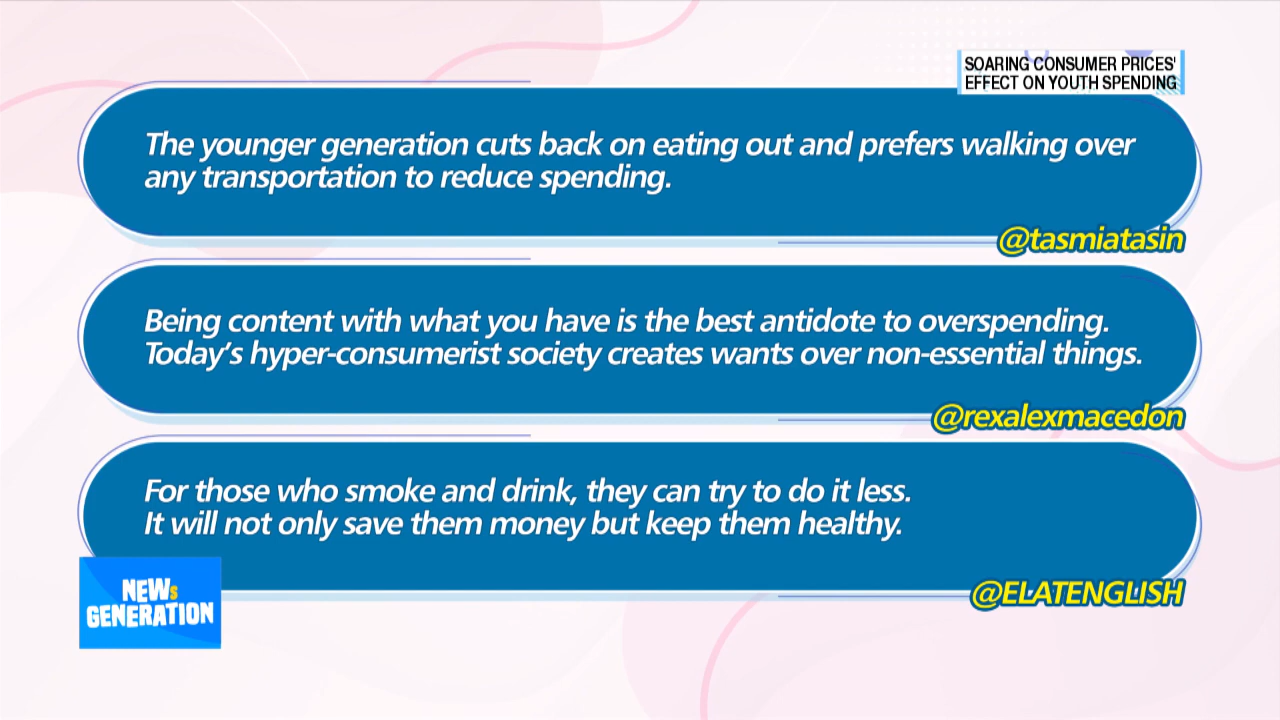 SOARING CONSUMER PRICES'
EFFECT ON YOUTH SPENDING
The younger generation cuts back on eating out and prefers walking over
any transportation to reduce spending.
@tasmiatasin
Being content with what you have is the best antidote to overspending.
Today's hyper-consumerist society creates wants over non-essential things.
@rexalexmacedon
For those who smoke and drink, they can try to do it less.
It will not only save them money but keep them healthy.
@ELATENGLISH
NEWs
GENERATION